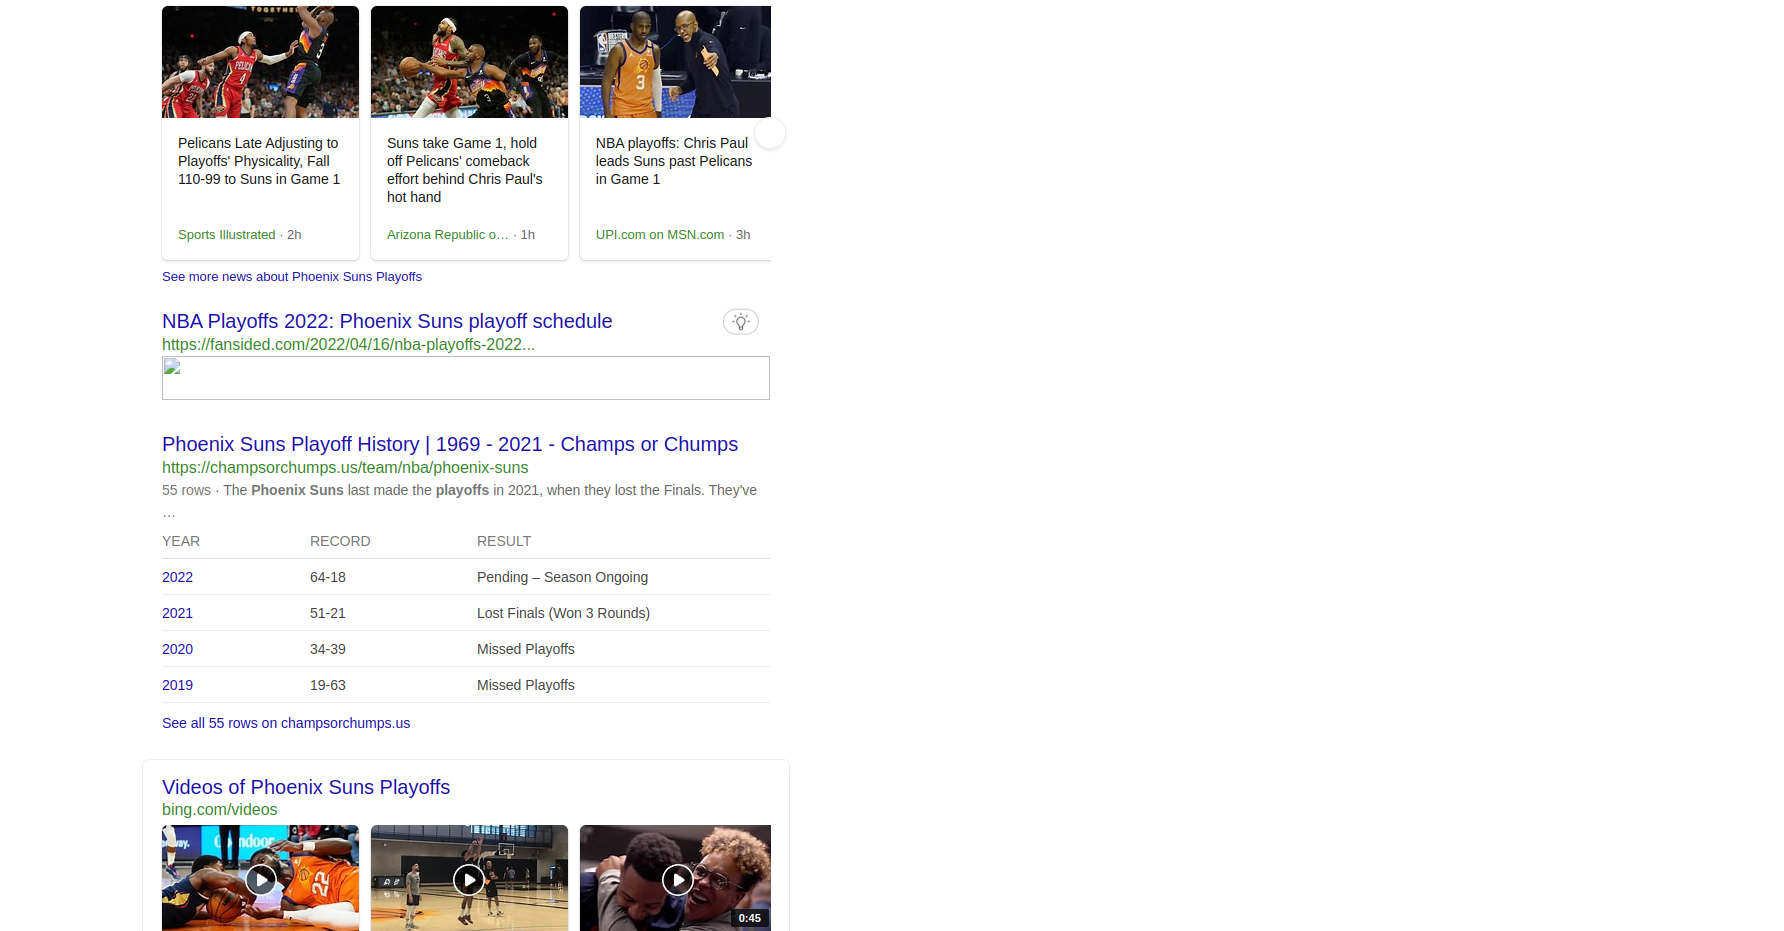 Pelicans Late Adjusting to
Playoffs' Physicality, Fall
110-99 to Suns in Game 1
Sports Illustrated · 2h
Suns take Game 1, hold
off Pelicans' comeback
effort behind Chris Paul's
hot hand
Arizona Republic o… · 1h
NBA playoffs: Chris Paul
leads Suns past Pelicans
in Game 1
UPI.com on MSN.com · 3h
See more news about Phoenix Suns Playoffs
NBA Playoffs 2022: Phoenix Suns playoff schedule
https://fansided.com/2022/04/16/nba-playoffs-2022...
Phoenix Suns Playoff History | 1969 - 2021 - Champs or Chumps
https://champsorchumps.us/team/nba/phoenix-suns
55 rows · The Phoenix Suns last made the playoffs in 2021, when they lost the Finals. They've
…
YEAR RECORD RESULT
2022 64-18 Pending – Season Ongoing
2021 51-21 Lost Finals (Won 3 Rounds)
2020 34-39 Missed Playoffs
2019 19-63 Missed Playoffs
See all 55 rows on champsorchumps.us
Videos of Phoenix Suns Playoffs
bing.com/videos
22
0:45